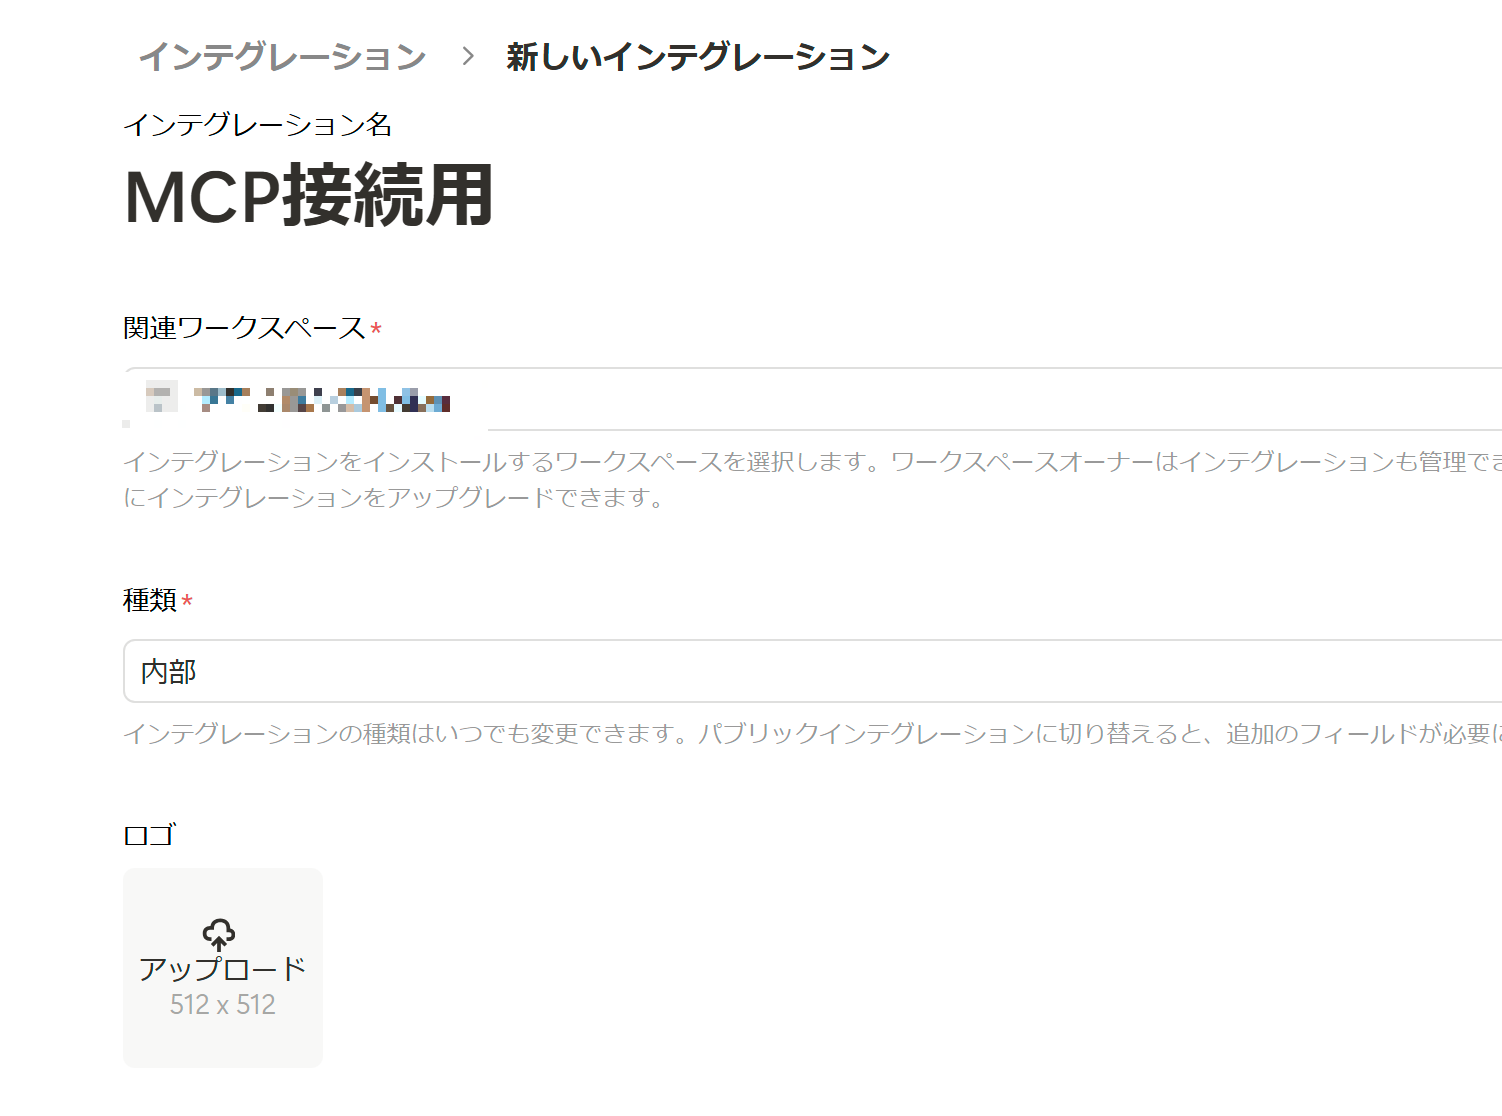 インテグレーション > 新しいインテグレーション
インテグレーション名
MCP接続用
関連ワークスペース*
インテグレーションをインストールするワークスペースを選択します。ワークスペースオーナーはインテグレーションも管理でき
にインテグレーションをアップグレードできます。
種類*
内部
インテグレーションの種類はいつでも変更できます。パブリックインテグレーションに切り替えると、追加のフィールドが必要に
ロゴ
アップロード
512 x 512